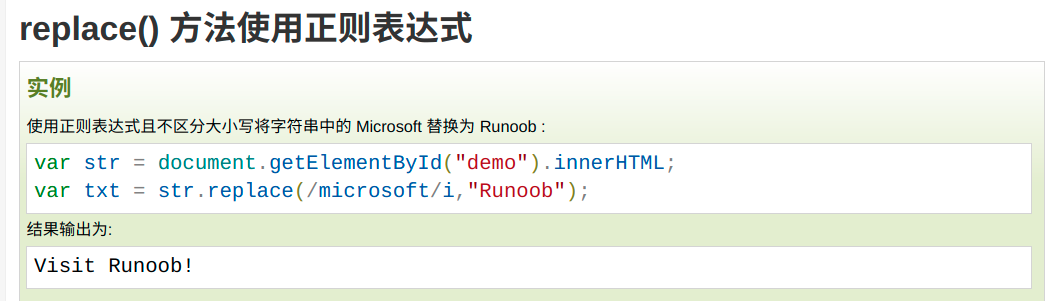 replace() 方法使用正则表达式
实例
使用正则表达式且不区分大小写将字符串中的 Microsoft 替换为 Runoob :
var str = document.getElementById("demo").innerHTML;
var txt = str.replace(/microsoft/i,"Runoob");
结果输出为:
Visit Runoob!